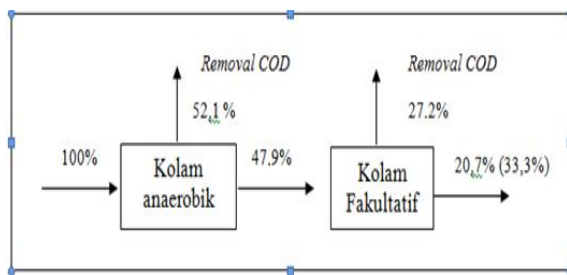 Removal COD
52,1 %
100%
Kolam
anaerobik
47.9%
Removal COD
27.2%
Kolam
Fakultatif
20,7% (33,3%)